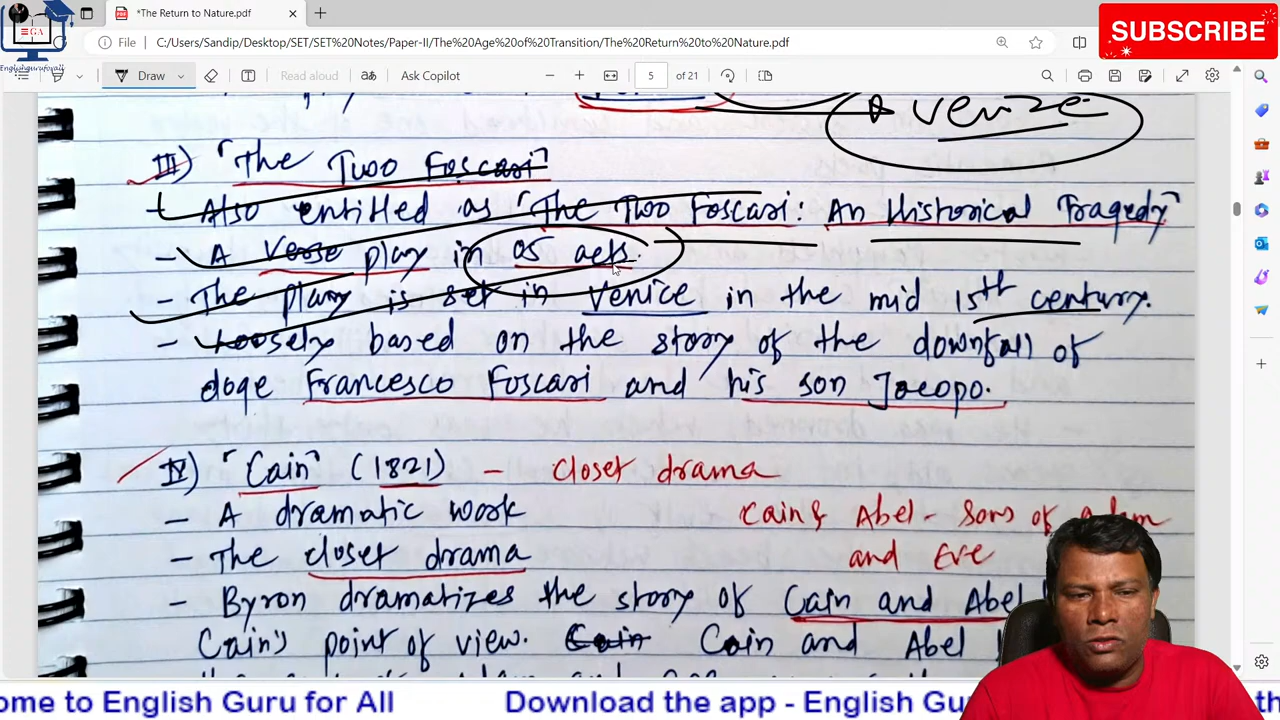 *The Return to Nature.pdf
File C:/Users/Sandip/Desktop/SET/SET%20Notes/Paper-II/The%20Age%20of%20Transition/The%20Return%20to%20Nature.pdf
SUBSCRIBE
EGA
Englishguruforall
Draw Read aloud Ask Copilot 5 of 21
venize
III) "The Two Foscari"
Also entitled as "The Two Foscari: An Historical Tragedy"
- A verse play in 05 acts.
- The play is set in Venice in the mid 15th century.
- Loosely based on the story of the downfall of
doge Francesco Foscari and his son Jacopo.
IV) "Cain" (1821) - closet drama
- A dramatic work Cain & Abel - Sons of Adam
- The closet drama and Eve
- Byron dramatizes the story of Cain and Abel
Cain's point of view. Cain Cain and Abel
ome to English Guru for All Download the app - English Gu